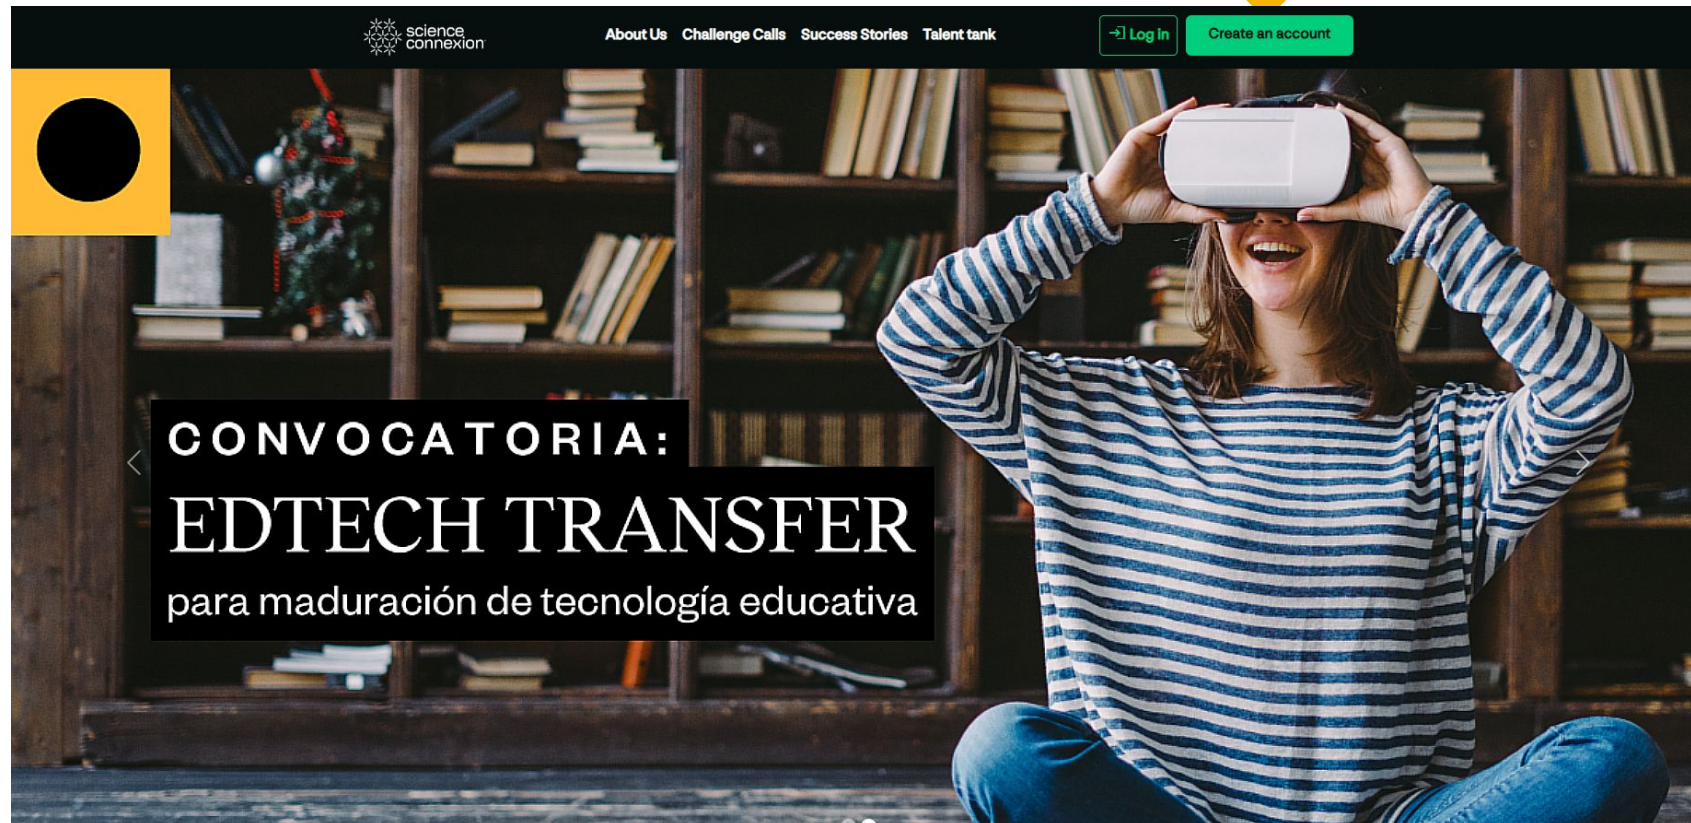 science
connexion
About Us Challenge Calls Success Stories Talent tank
Log in
Create an account
CONVOCATORIA:
EDTECH TRANSFER
para maduración de tecnología educativa